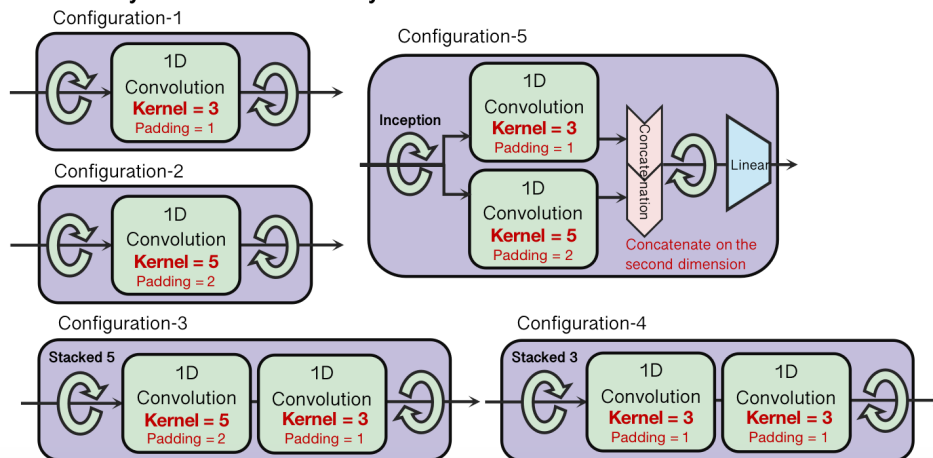 Configuration-1
1D
Convolution
Kernel = 3
Padding = 1
Configuration-2
1D
Convolution
Kernel = 5
Padding = 2
Configuration-5
Inception
1D
Convolution
Kernel = 3
Padding = 1
1D
Convolution
Kernel = 5
Padding = 2
Concatenation
Linear
Concatenate on the
second dimension
Configuration-3
Stacked 5
1D
Convolution
Kernel = 5
Padding = 2
1D
Convolution
Kernel = 3
Padding = 1
Configuration-4
Stacked 3
1D
Convolution
Kernel = 3
Padding = 1
1D
Convolution
Kernel = 3
Padding = 1